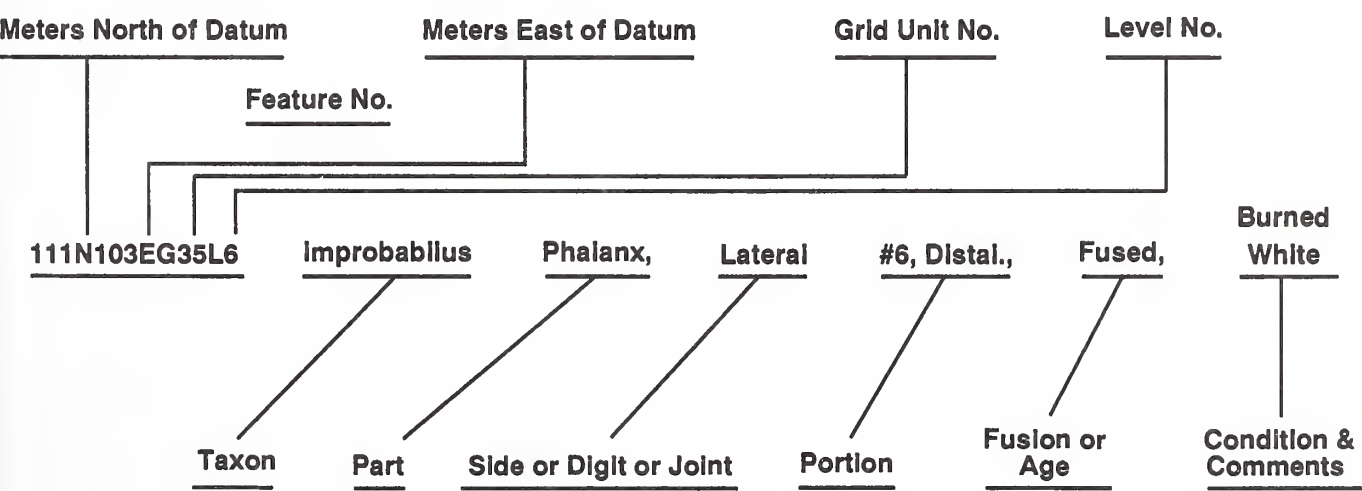 Meters North of Datum Meters East of Datum Grid Unit No. Level No.
Feature No.
Burned
111N103EG35L6 Improbabilus Phalanx, Lateral #6, Distal., Fused, White
Taxon Part Side or Digit or Joint Portion Fusion or Condition &
Age Comments